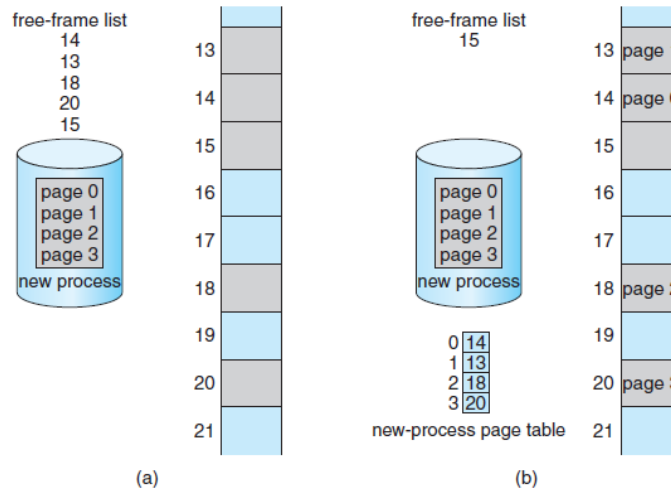 free-frame list
14
13
18
20
15
page 0
page 1
page 2
page 3
new process
13
14
15
16
17
18
19
20
21
(a)
free-frame list
15
page 0
page 1
page 2
page 3
new process
0 14
1 13
2 18
3 20
new-process page table
13 page
14 page
15
16
17
18 page
19
20 page
21
(b)